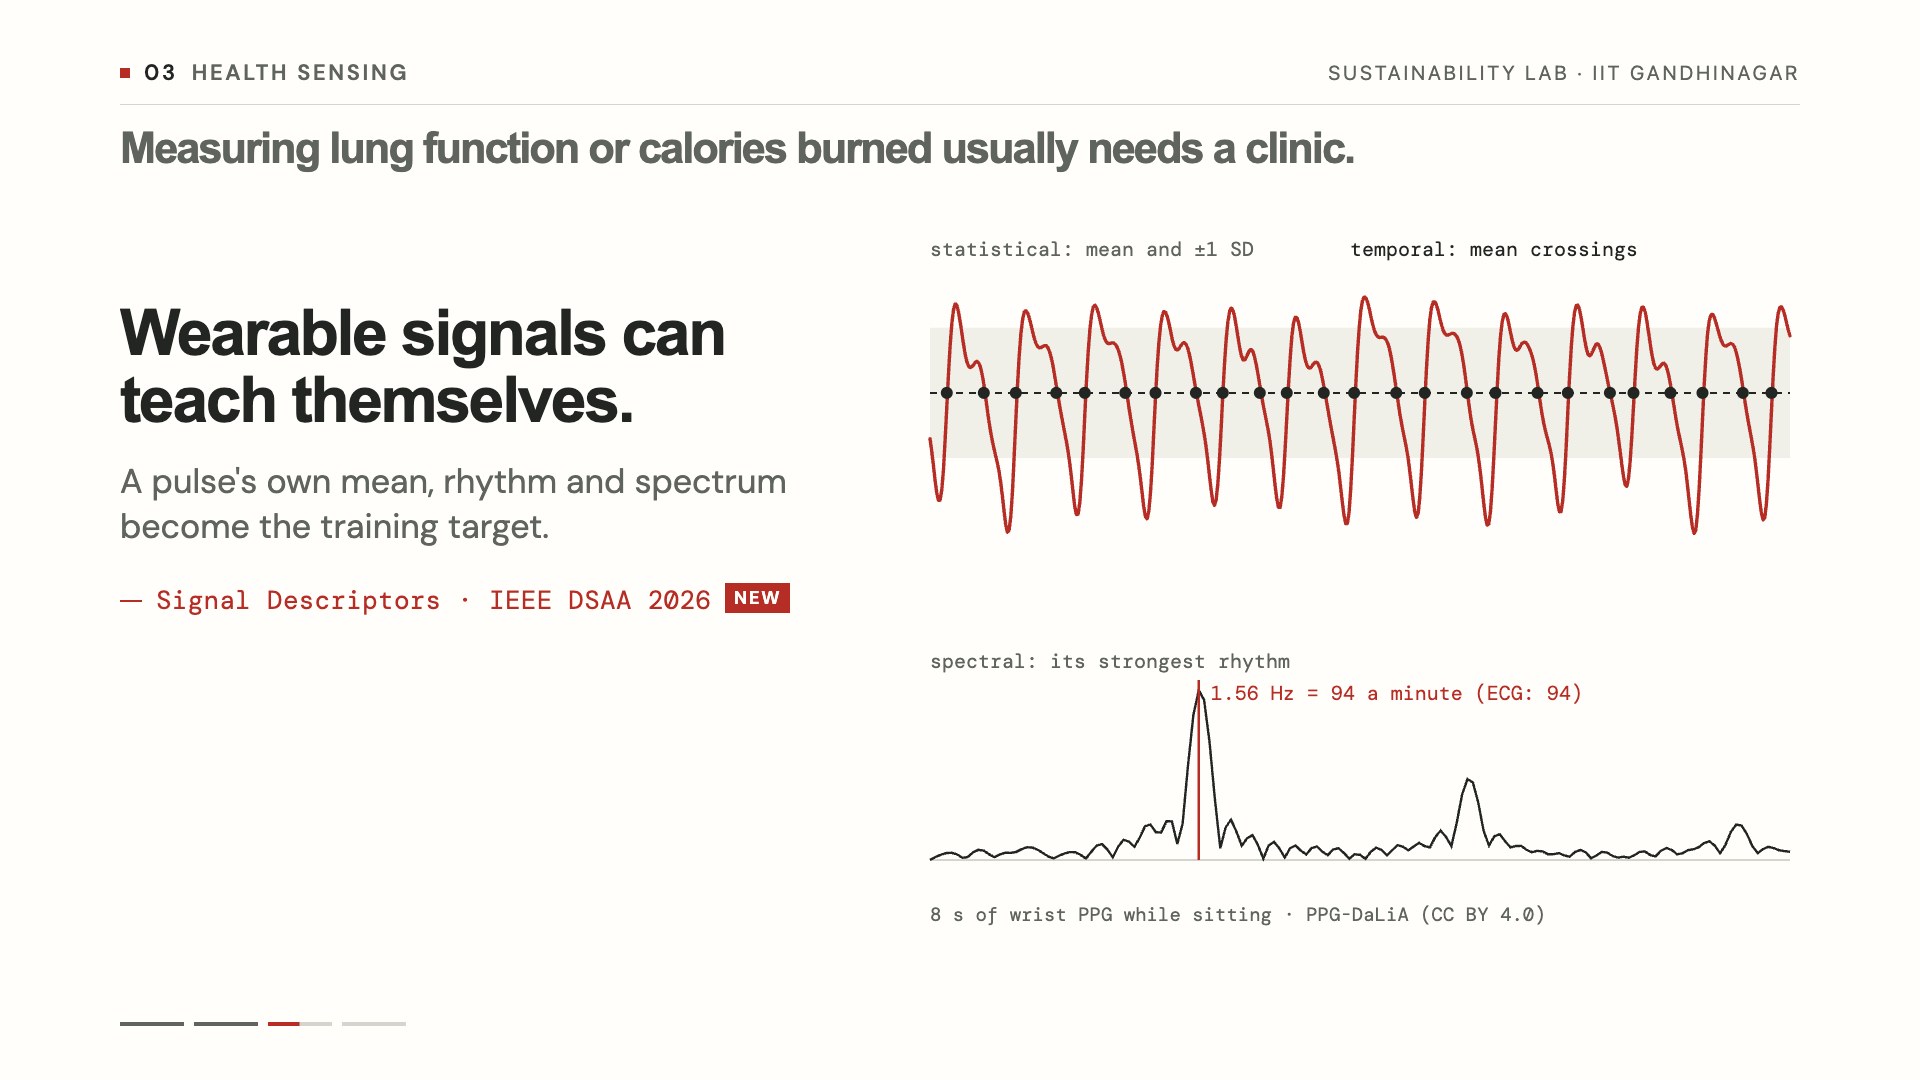 03 HEALTH SENSING
SUSTAINABILITY LAB · IIT GANDHINAGAR
Measuring lung function or calories burned usually needs a clinic.
Wearable signals can
teach themselves.
A pulse's own mean, rhythm and spectrum
become the training target.
— Signal Descriptors · IEEE DSAA 2026 NEW
statistical: mean and ±1 SD
temporal: mean crossings
spectral: its strongest rhythm
1.56 Hz = 94 a minute (ECG: 94)
8 s of wrist PPG while sitting · PPG-DaLiA (CC BY 4.0)